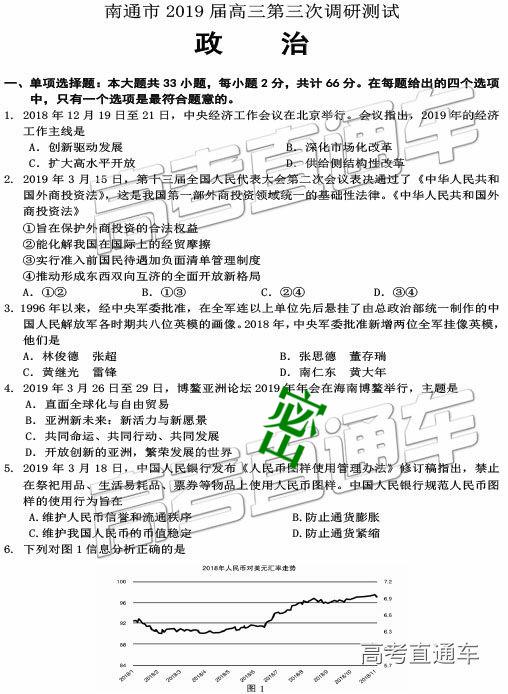 南通市 2019 届高三第三次调研测试
政 治
一、单项选择题：本大题共 33 小题，每小题 2 分，共计 66 分。在每题给出的四个选项
中，只有一个选项是最符合题意的。
1. 2018 年 12 月 19 日至 21 日，中央经济工作会议在北京举行。会议指出，2019 年的经济
工作主线是
A. 创新驱动发展 B. 深化市场化改革
C. 扩大高水平开放 D. 供给侧结构性改革
2. 2019 年 3 月 15 日，第十三届全国人民代表大会第二次会议表决通过了《中华人民共和
国外商投资法》，这是我国第一部外商投资领域统一的基础性法律。《中华人民共和国外
商投资法》
①旨在保护外商投资的合法权益
②能化解我国在国际上的经贸摩擦
③实行准入前国民待遇加负面清单管理制度
④推动形成东西双向互济的全面开放新格局
A. ①② B. ①③ C. ②④ D. ③④
3. 1996 年以来，经中央军委批准，在全军连以上单位先后悬挂了由总政治部统一制作的中
国人民解放军各时期共八位英模的画像。2018 年，中央军委批准新增两位全军挂像英模，
他们是
A. 林俊德 张超 B. 张思德 董存瑞
C. 黄继光 雷锋 D. 南仁东 黄大年
4. 2019 年 3 月 26 日至 29 日，博鳌亚洲论坛 2019 年年会在海南博鳌举行，主题是
A. 直面全球化与自由贸易
B. 亚洲新未来：新活力与新愿景
C. 共同命运、共同行动、共同发展
D. 开放创新的亚洲，繁荣发展的世界
密出
5. 2019 年 3 月 18 日，中国人民银行发布《人民币图样使用管理办法》修订稿指出，禁止
在祭祀用品、生活易耗品、票券等物品上使用人民币图样。中国人民银行规范人民币图
样的使用行为旨在
A. 维护人民币信誉和流通秩序 B. 防止通货膨胀
C. 维护我国人民币的币值稳定 D. 防止通货紧缩
6. 下列对图 1 信息分析正确的是
2018年人民币对美元汇率走势
100 7.2
96 6.9
92 6.6
88 6.3
84 5.7
2018/1 2018/2 2018/3 2018/4 2018/5 2018/6 2018/7 2018/8 2018/9 2018/10 2018/11
图 1
高考直通车
高考直通车
高考直通车